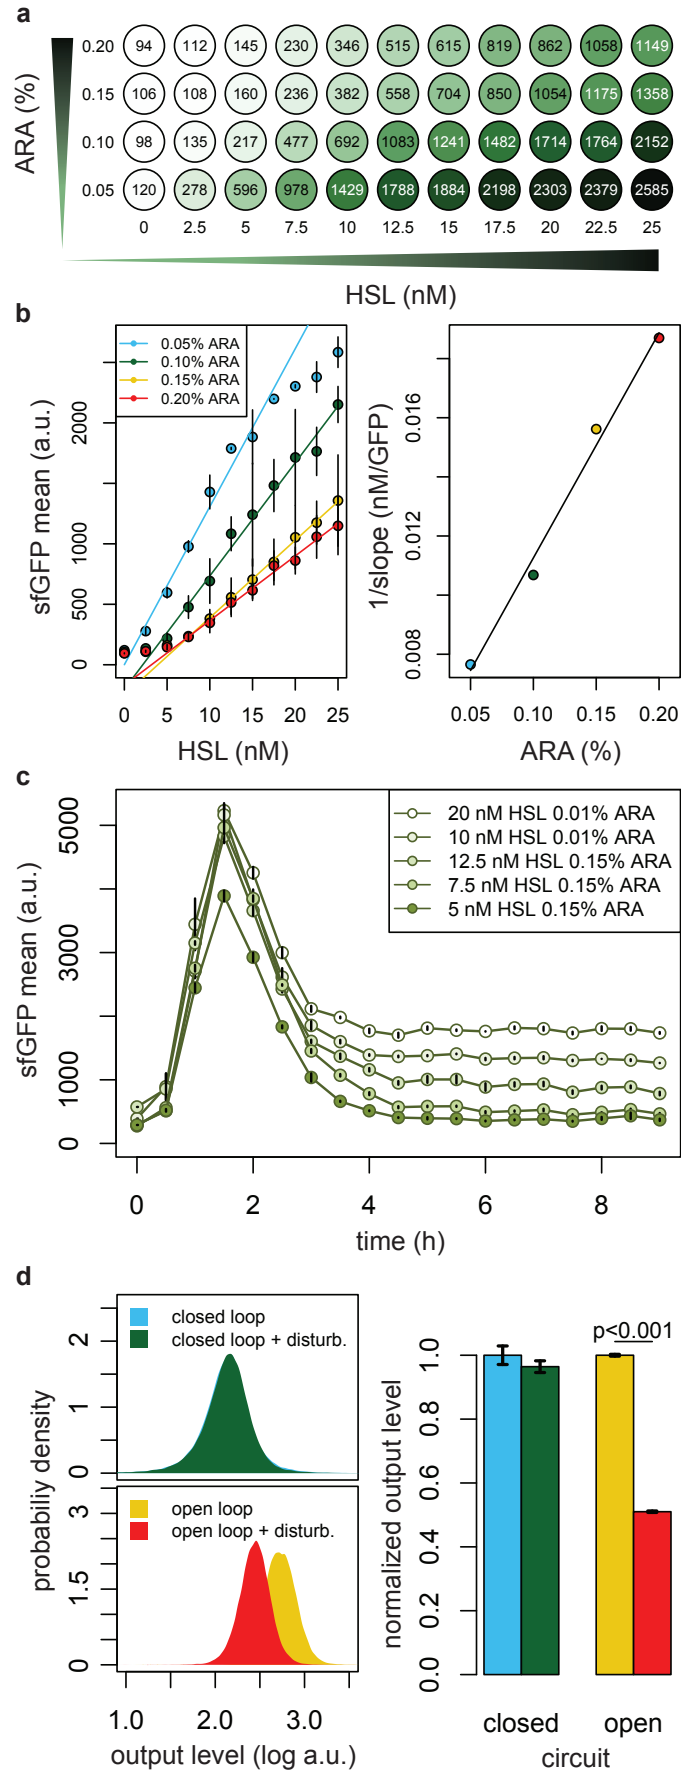 a
ARA (%)
0.20 94 112 145 230 346 515 615 819 862 1058 1149
0.15 106 108 160 236 382 558 704 850 1054 1175 1358
0.10 98 135 217 477 692 1083 1241 1482 1714 1764 2152
0.05 120 278 596 978 1429 1788 1884 2198 2303 2379 2585
0 2.5 5 7.5 10 12.5 15 17.5 20 22.5 25
HSL (nM)
b
sfGFP mean (a.u.)
0 500 1000 2000
0.05% ARA
0.10% ARA
0.15% ARA
0.20% ARA
0 5 10 15 20 25
HSL (nM)
1/slope (nM/GFP)
0.008 0.012 0.016
0.05 0.10 0.15 0.20
ARA (%)
c
sfGFP mean (a.u.)
0 1000 3000 5000
20 nM HSL 0.01% ARA
10 nM HSL 0.01% ARA
12.5 nM HSL 0.15% ARA
7.5 nM HSL 0.15% ARA
5 nM HSL 0.15% ARA
0 2 4 6 8
time (h)
d
probabiliy density
0 1 2
closed loop
closed loop + disturb.
0 1.5 3
open loop
open loop + disturb.
1.0 2.0 3.0
output level (log a.u.)
normalized output level
0.0 0.2 0.4 0.6 0.8 1.0
p<0.001
closed open
circuit